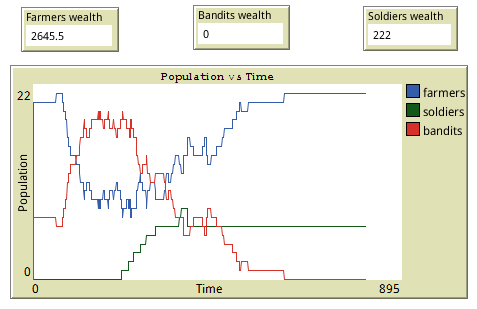 Farmers wealth
2645.5
Bandits wealth
0
Soldiers wealth
222
Population vs Time
22
Population
0
0
Time
895
farmers
soldiers
bandits